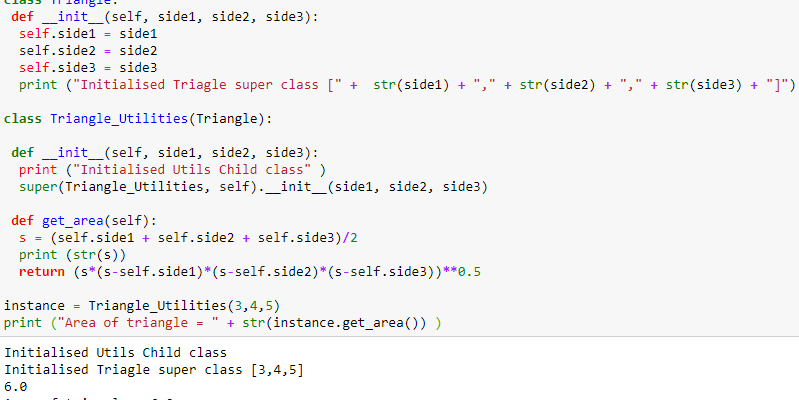 class Triangle:
 def __init__(self, side1, side2, side3):
  self.side1 = side1
  self.side2 = side2
  self.side3 = side3
  print ("Initialised Triagle super class [" +  str(side1) + "," + str(side2) + "," + str(side3) + "]")
class Triangle_Utilities(Triangle):
 def __init__(self, side1, side2, side3):
  print ("Initialised Utils Child class" )
  super(Triangle_Utilities, self).__init__(side1, side2, side3)
 def get_area(self):
  s = (self.side1 + self.side2 + self.side3)/2
  print (str(s))
  return (s*(s-self.side1)*(s-self.side2)*(s-self.side3))**0.5
instance = Triangle_Utilities(3,4,5)
print ("Area of triangle = " + str(instance.get_area()) )
Initialised Utils Child class
Initialised Triagle super class [3,4,5]
6.0